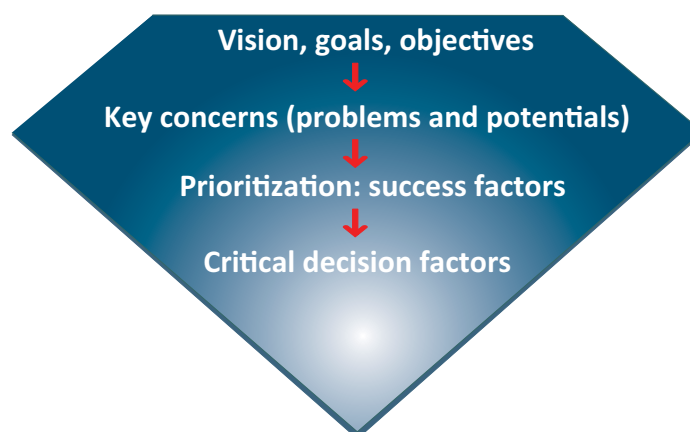 Vision, goals, objectives
Key concerns (problems and potentials)
Prioritization: success factors
Critical decision factors